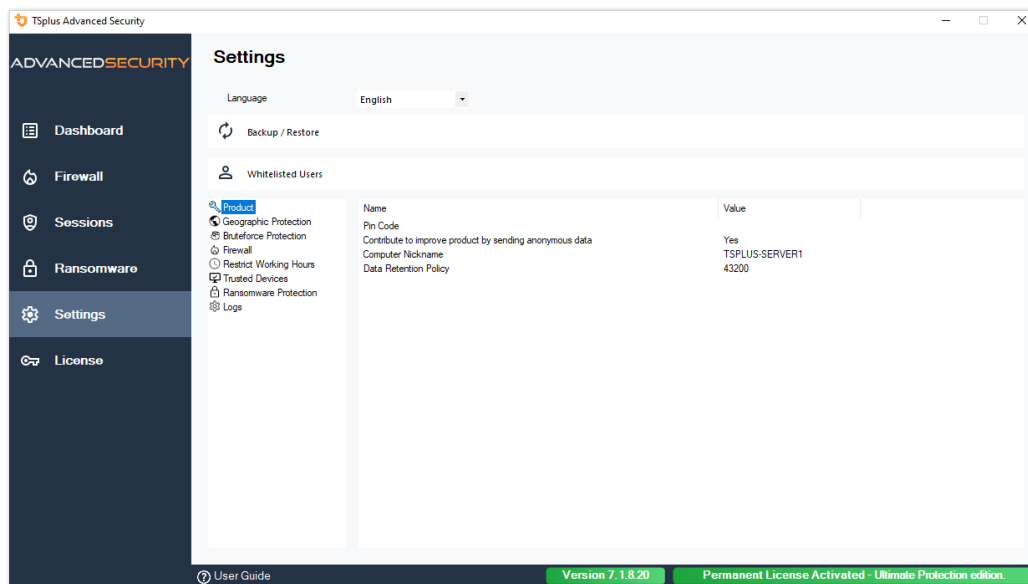 TSplus Advanced Security
ADVANCEDSECURITY
Dashboard
Firewall
Sessions
Ransomware
Settings
License
Settings
Language English
Backup / Restore
Whitelisted Users
Product
Geographic Protection
Bruteforce Protection
Firewall
Restrict Working Hours
Trusted Devices
Ransomware Protection
Logs
Name Value
Pin Code
Contribute to improve product by sending anonymous data Yes
Computer Nickname TSPLUS-SERVER1
Data Retention Policy 43200
User Guide Version 7.1.8.20 Permanent License Activated - Ultimate Protection edition.